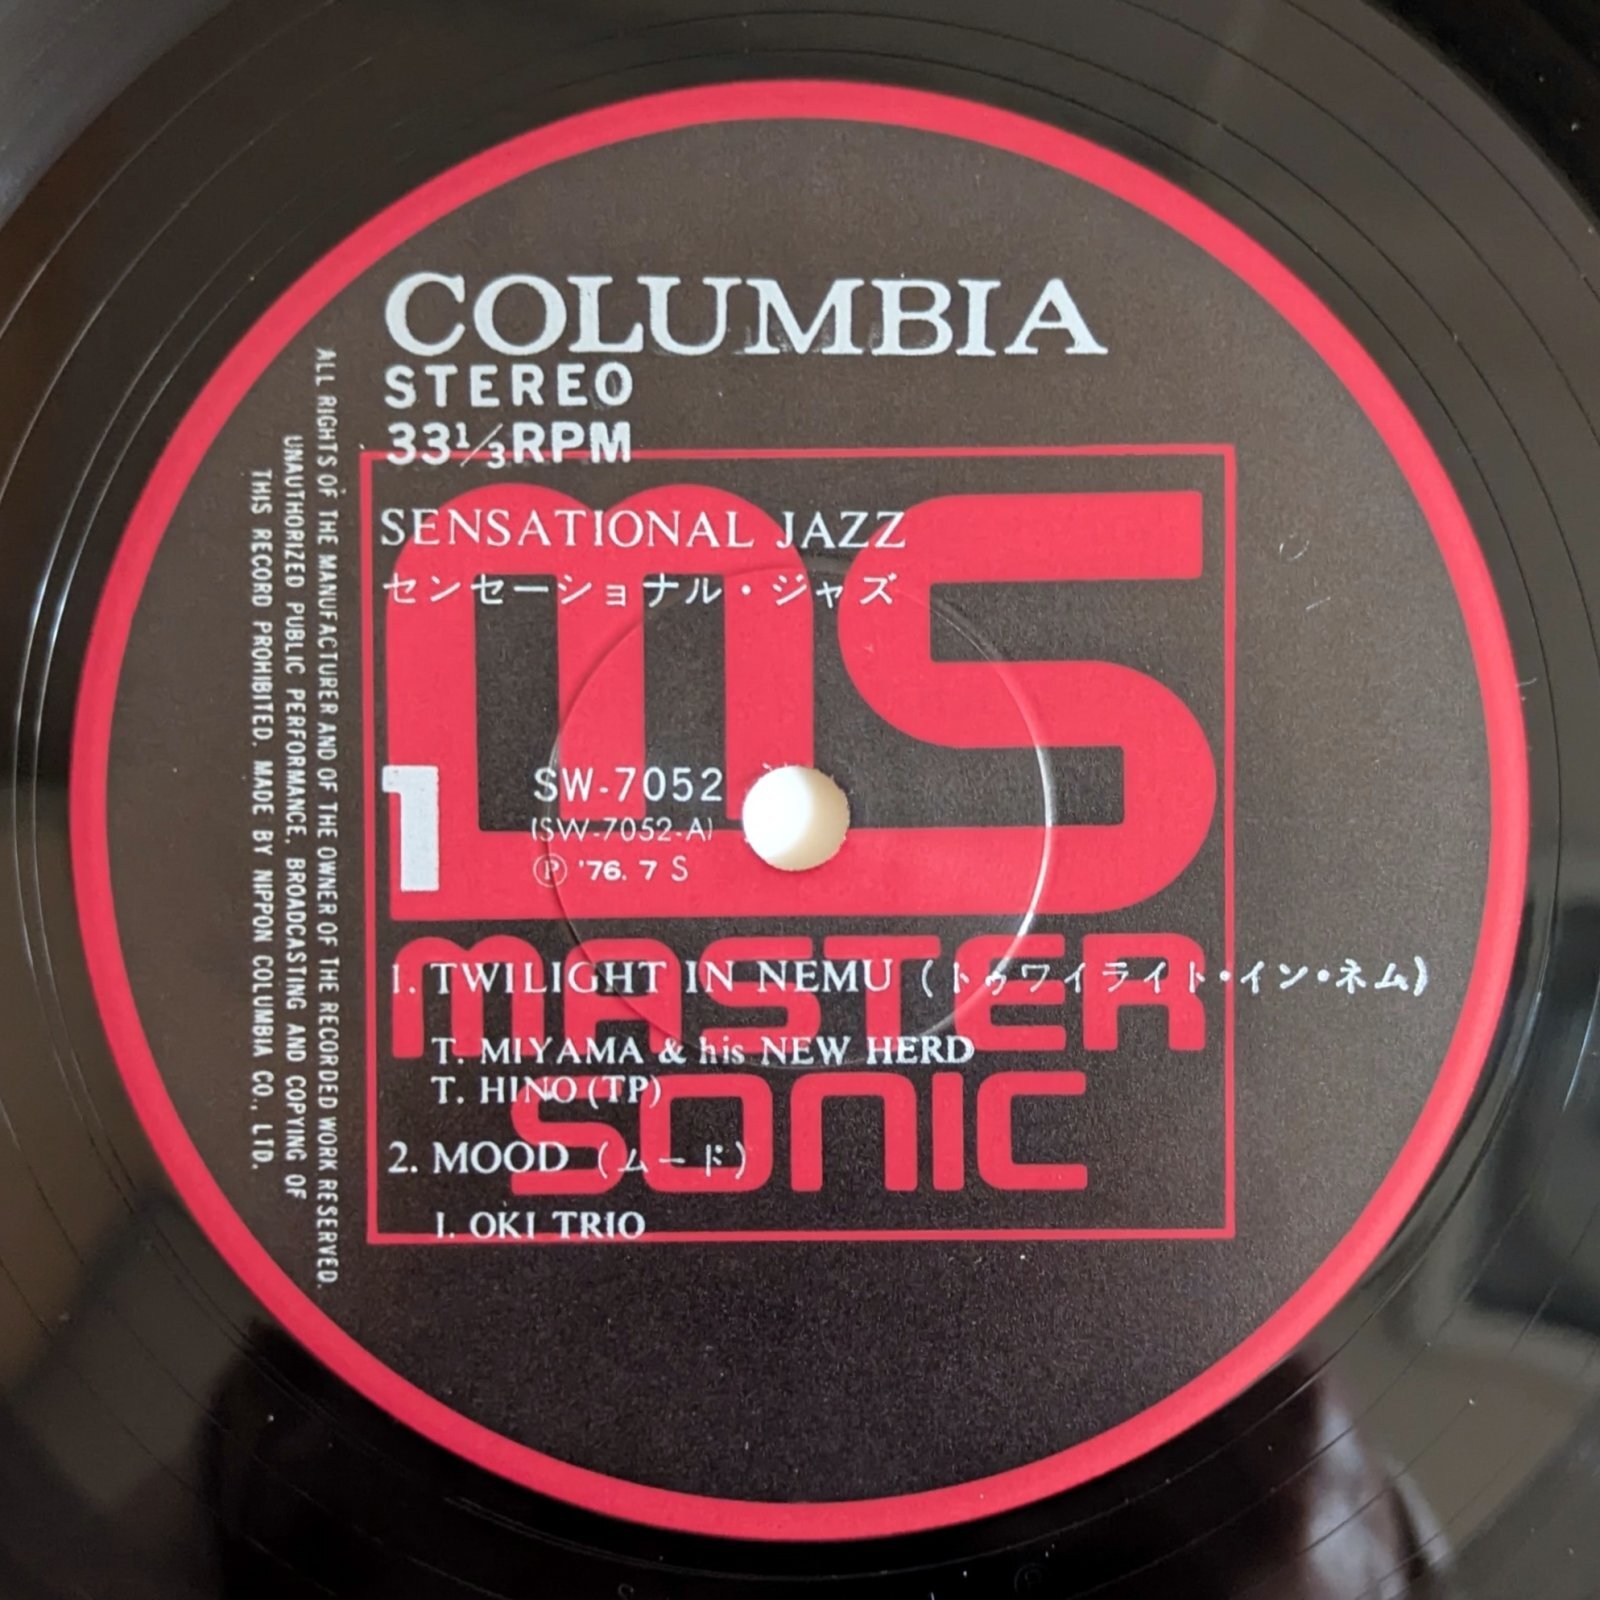 COLUMBIA
STEREO
33⅓RPM
SENSATIONAL JAZZ
センセーショナル・ジャズ
ms
1
SW-7052
(SW-7052-A)
Ⓟ '76. 7 S
MASTER
SONIC
1. TWILIGHT IN NEMU (トゥワイライト・イン・ネム)
T. MIYAMA & his NEW HERD
T. HINO (TP)
2. MOOD (ムード)
I. OKI TRIO
ALL RIGHTS OF THE MANUFACTURER AND OF THE OWNER OF THE RECORDED WORK RESERVED.
UNAUTHORIZED PUBLIC PERFORMANCE, BROADCASTING AND COPYING OF
THIS RECORD PROHIBITED. MADE BY NIPPON COLUMBIA CO., LTD.